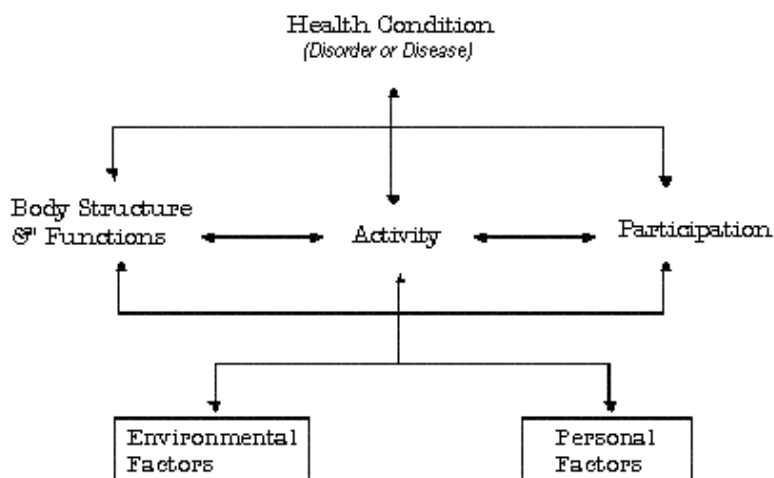 Health Condition
(Disorder or Disease)
Body Structure
& Functions
Activity
Participation
Environmental
Factors
Personal
Factors